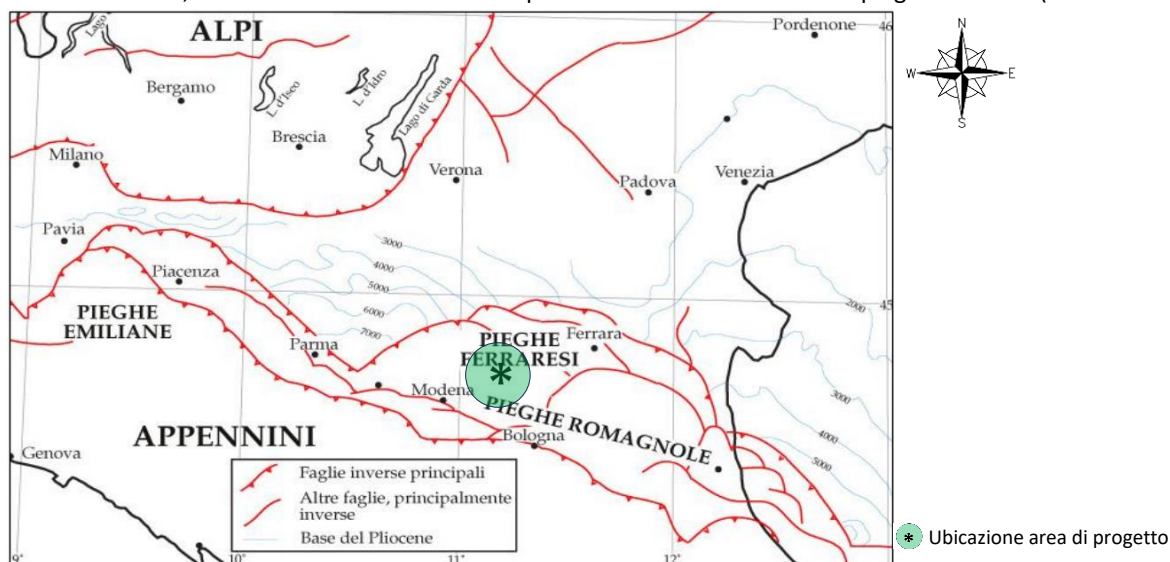 ALPI
Pordenone
46
N
W
E
S
Lago
Bergamo
L. d'Iseo
L. d'Idro
Lago di Garda
Brescia
Milano
Verona
Padova
Venezia
Pavia
3000
4000
5000
6000
7000
2000
45
Piacenza
PIEGHE
EMILIANE
Parma
PIEGHE
FERRARESI
Ferrara
*
Modena
PIEGHE ROMAGNOLE
3000
4000
5000
APPENNINI
Bologna
Genova
Faglie inverse principali
Altre faglie, principalmente
inverse
Base del Pliocene
9°
10°
11°
12°
* Ubicazione area di progetto